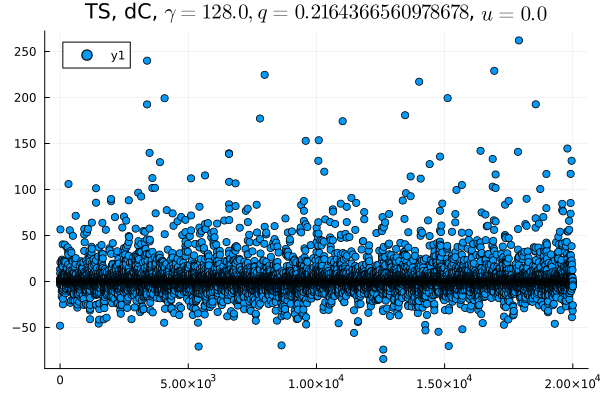 TS, dC, γ = 128.0, q = 0.2164366560978678, u = 0.0
y1
250
200
150
100
50
0
−50
0 5.00×10³ 1.00×10⁴ 1.50×10⁴ 2.00×10⁴